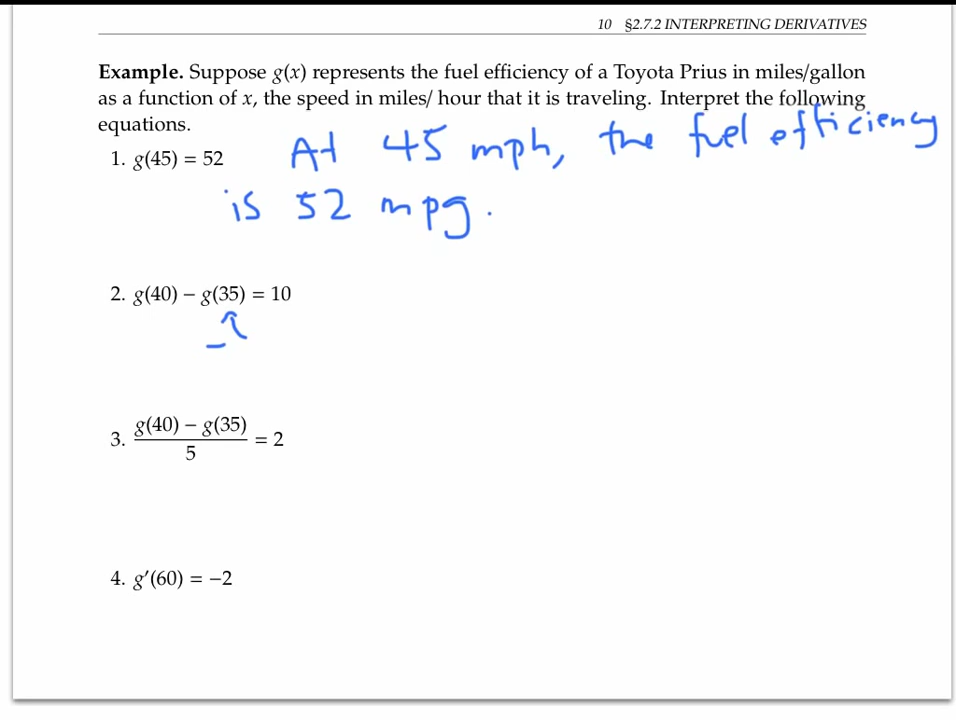 10 §2.7.2 INTERPRETING DERIVATIVES
Example. Suppose g(x) represents the fuel efficiency of a Toyota Prius in miles/gallon
as a function of x, the speed in miles/ hour that it is traveling. Interpret the following
equations.
1. g(45) = 52
At 45 mph, the fuel efficiency
is 52 mpg.
2. g(40) − g(35) = 10
3. g(40) − g(35) / 5 = 2
4. g′(60) = −2